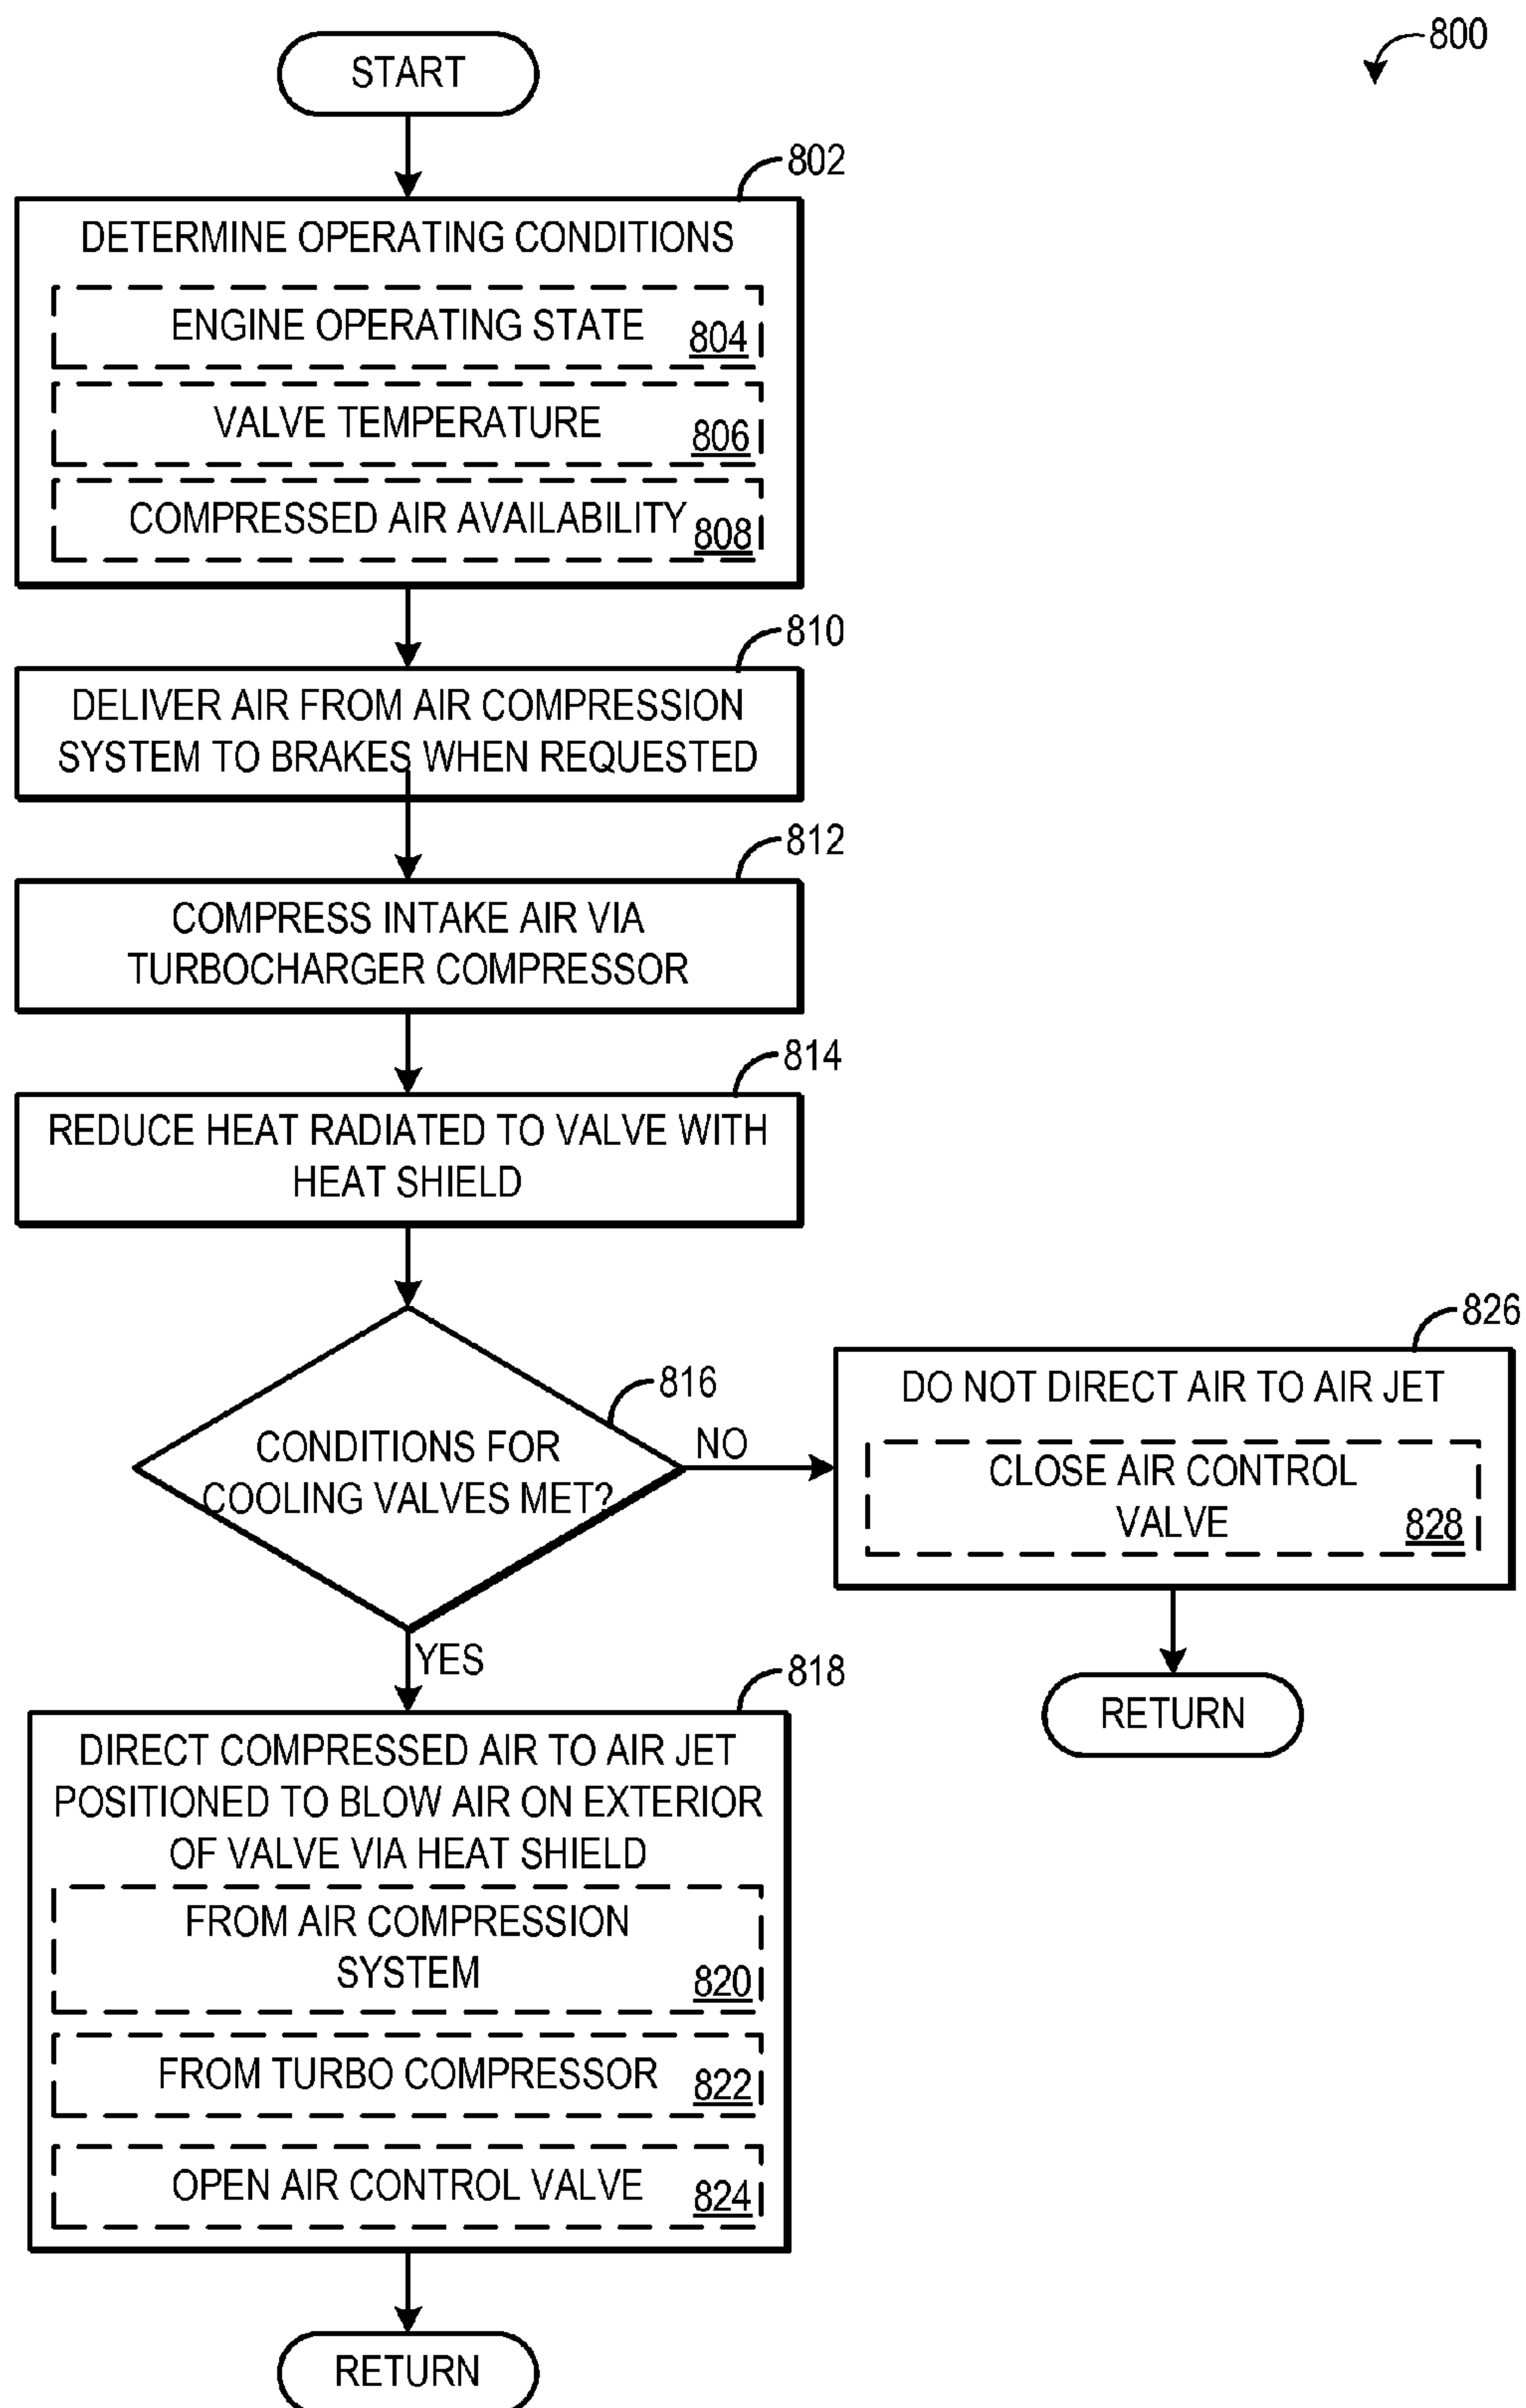 800
START
802
DETERMINE OPERATING CONDITIONS
ENGINE OPERATING STATE 804
VALVE TEMPERATURE 806
COMPRESSED AIR AVAILABILITY 808
810
DELIVER AIR FROM AIR COMPRESSION
SYSTEM TO BRAKES WHEN REQUESTED
812
COMPRESS INTAKE AIR VIA
TURBOCHARGER COMPRESSOR
814
REDUCE HEAT RADIATED TO VALVE WITH
HEAT SHIELD
816
CONDITIONS FOR
COOLING VALVES MET?
NO
826
DO NOT DIRECT AIR TO AIR JET
CLOSE AIR CONTROL
VALVE 828
RETURN
YES
818
DIRECT COMPRESSED AIR TO AIR JET
POSITIONED TO BLOW AIR ON EXTERIOR
OF VALVE VIA HEAT SHIELD
FROM AIR COMPRESSION
SYSTEM 820
FROM TURBO COMPRESSOR 822
OPEN AIR CONTROL VALVE 824
RETURN